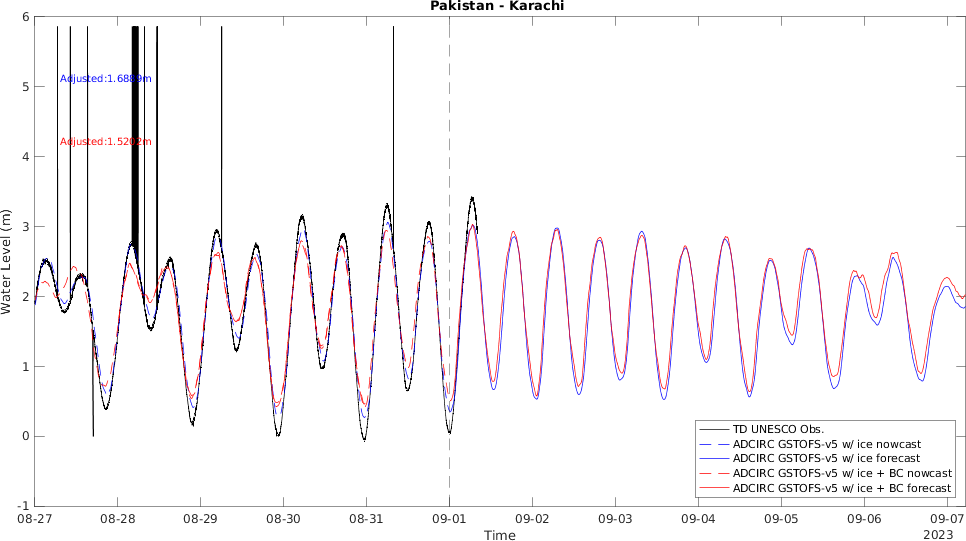 Pakistan - Karachi
6
5
4
3
2
1
0
-1
Water Level (m)
Adjusted:1.6889m
Adjusted:1.5202m
08-27 08-28 08-29 08-30 08-31 09-01 09-02 09-03 09-04 09-05 09-06 09-07
Time
2023
TD UNESCO Obs.
ADCIRC GSTOFS-v5 w/ ice nowcast
ADCIRC GSTOFS-v5 w/ ice forecast
ADCIRC GSTOFS-v5 w/ ice + BC nowcast
ADCIRC GSTOFS-v5 w/ ice + BC forecast